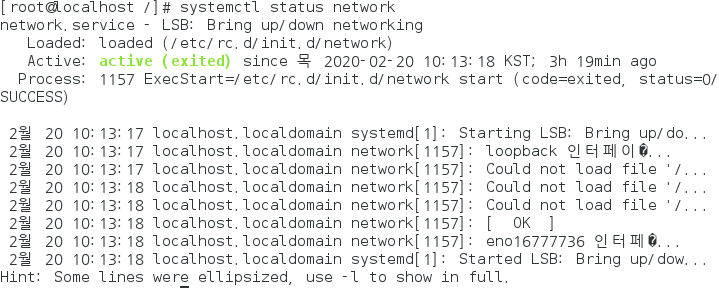 [root@localhost /]# systemctl status network
network.service - LSB: Bring up/down networking
   Loaded: loaded (/etc/rc.d/init.d/network)
   Active: active (exited) since 목 2020-02-20 10:13:18 KST; 3h 19min ago
  Process: 1157 ExecStart=/etc/rc.d/init.d/network start (code=exited, status=0/
SUCCESS)

 2월 20 10:13:17 localhost.localdomain systemd[1]: Starting LSB: Bring up/do...
 2월 20 10:13:17 localhost.localdomain network[1157]: loopback 인터페이�...
 2월 20 10:13:17 localhost.localdomain network[1157]: Could not load file '/...
 2월 20 10:13:18 localhost.localdomain network[1157]: Could not load file '/...
 2월 20 10:13:18 localhost.localdomain network[1157]: Could not load file '/...
 2월 20 10:13:18 localhost.localdomain network[1157]: [  OK  ]
 2월 20 10:13:18 localhost.localdomain network[1157]: eno16777736 인터페�...
 2월 20 10:13:18 localhost.localdomain systemd[1]: Started LSB: Bring up/dow...
Hint: Some lines were ellipsized, use -l to show in full.